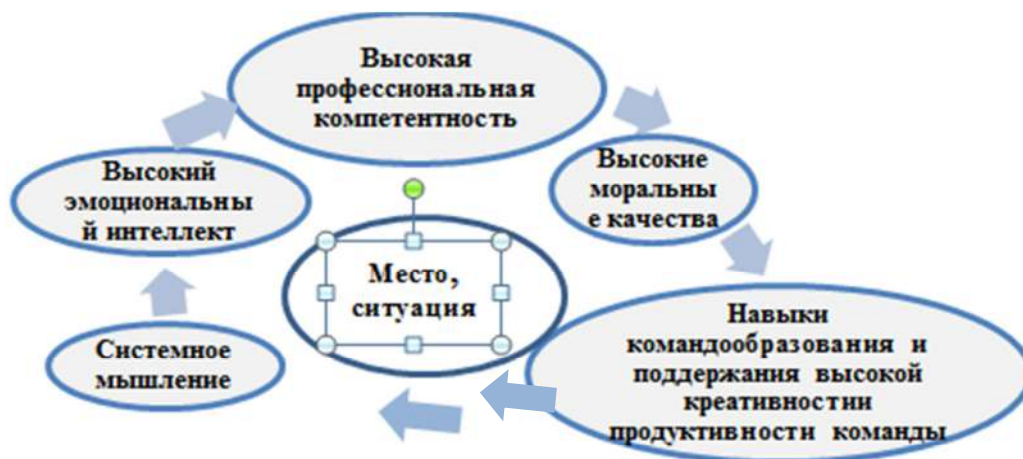 Высокая
профессиональная
компетентность
Высокие
моральны
е качества
Высокий
эмоциональны
й интеллект
Место,
ситуация
Навыки
командообразования и
поддержания высокой
креативностии
продуктивности команды
Системное
мышление